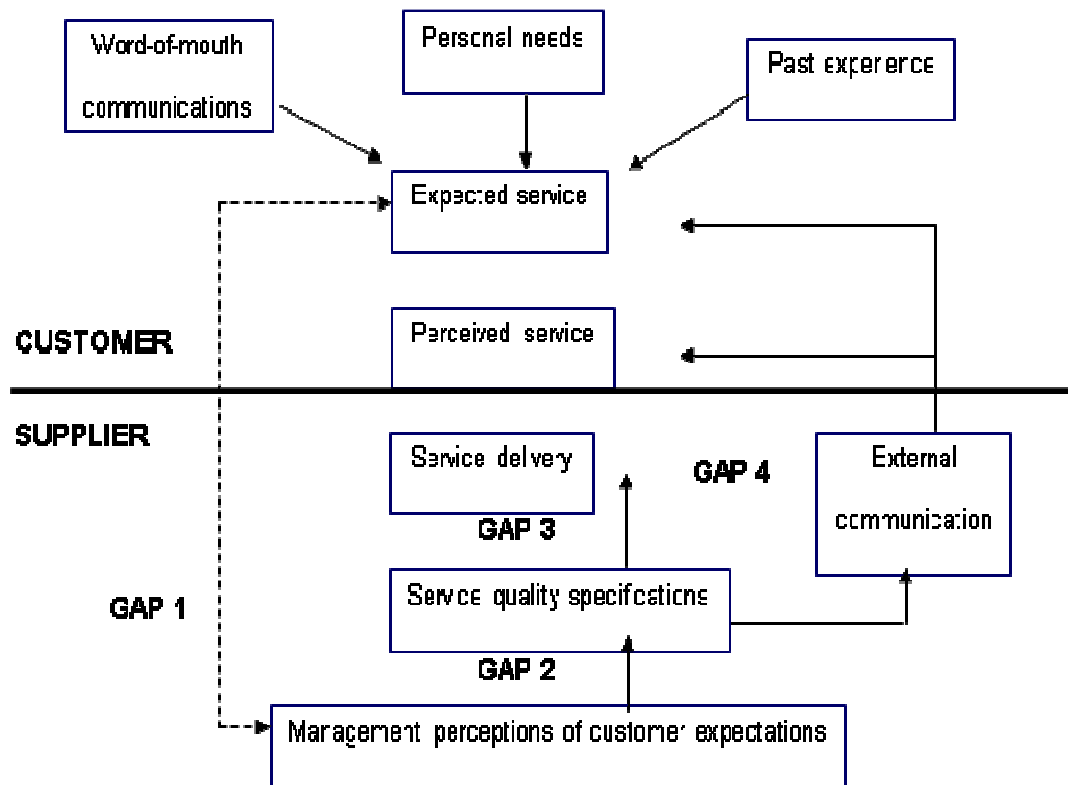 Word-of-mouth
communications
Personal needs
Past experience
Expected service
Perceived service
CUSTOMER
SUPPLIER
Service delivery
GAP 3
GAP 4
External
communication
GAP 1
Service quality specifications
GAP 2
Management perceptions of customer expectations